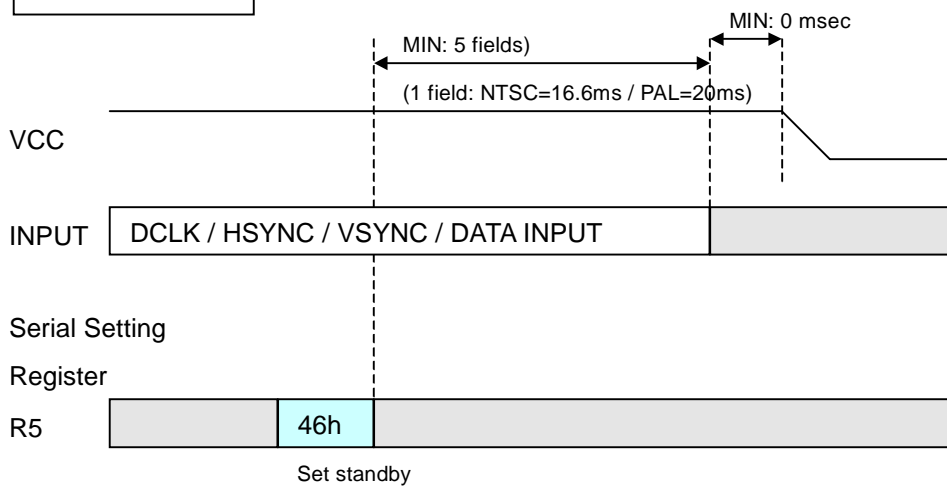 MIN: 0 msec
MIN: 5 fields)
(1 field: NTSC=16.6ms / PAL=20ms)
VCC
INPUT
DCLK / HSYNC / VSYNC / DATA INPUT
Serial Setting
Register
R5
46h
Set standby